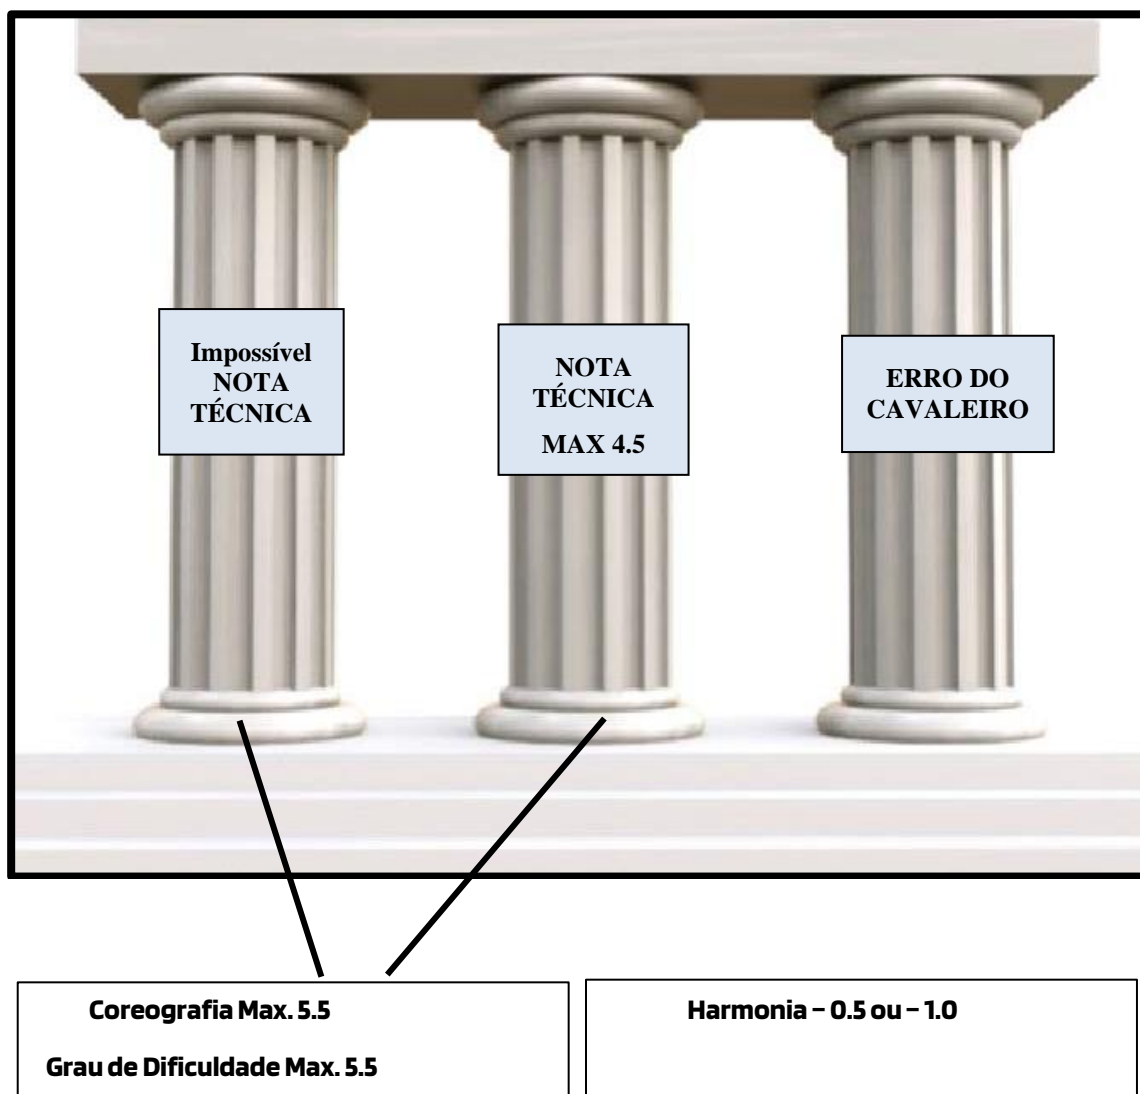 Impossível
NOTA
TÉCNICA
NOTA
TÉCNICA
MAX 4.5
ERRO DO
CAVALEIRO
Coreografia Max. 5.5
Grau de Dificuldade Max. 5.5
Harmonia – 0.5 ou – 1.0